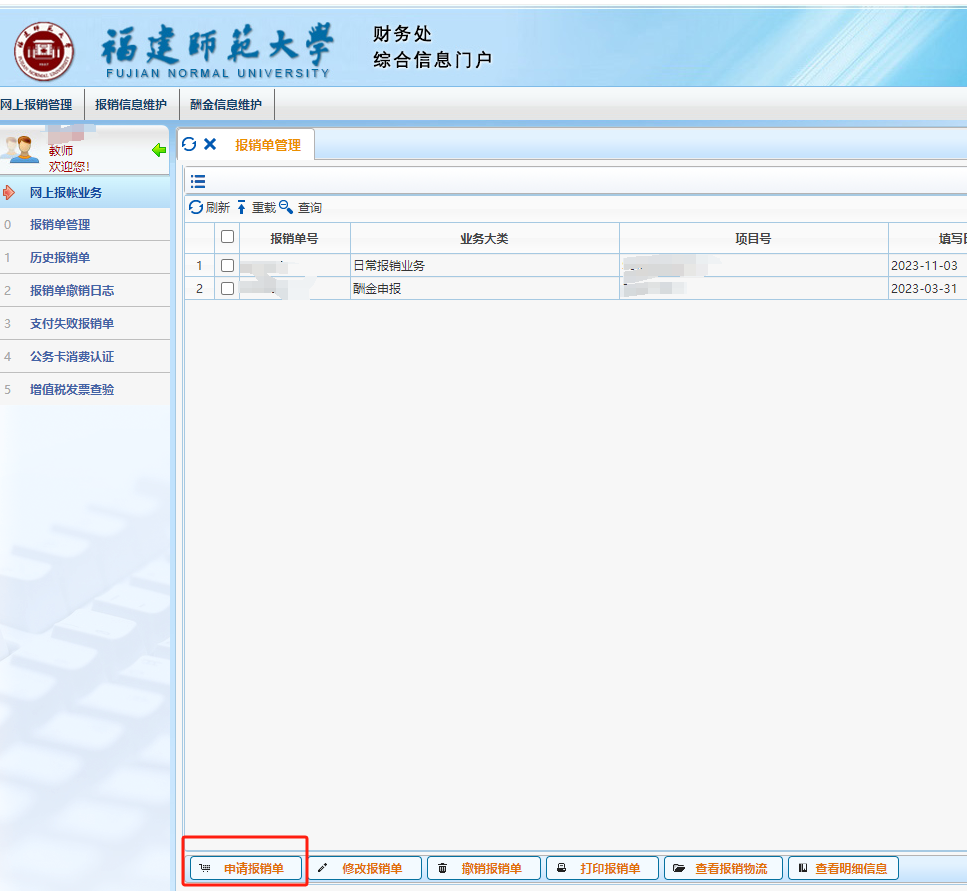 福建師范大學
FUJIAN NORMAL UNIVERSITY
财务处
综合信息门户
网上报销管理 报销信息维护 酬金信息维护
教师
欢迎您!
报销单管理
网上报帐业务
0 报销单管理
1 历史报销单
2 报销单撤销日志
3 支付失败报销单
4 公务卡消费认证
5 增值税发票查验
刷新 重载 查询
报销单号 业务大类 项目号 填写
1 日常报销业务 2023-11-03
2 酬金申报 2023-03-31
申请报销单 修改报销单 撤销报销单 打印报销单 查看报销物流 查看明细信息